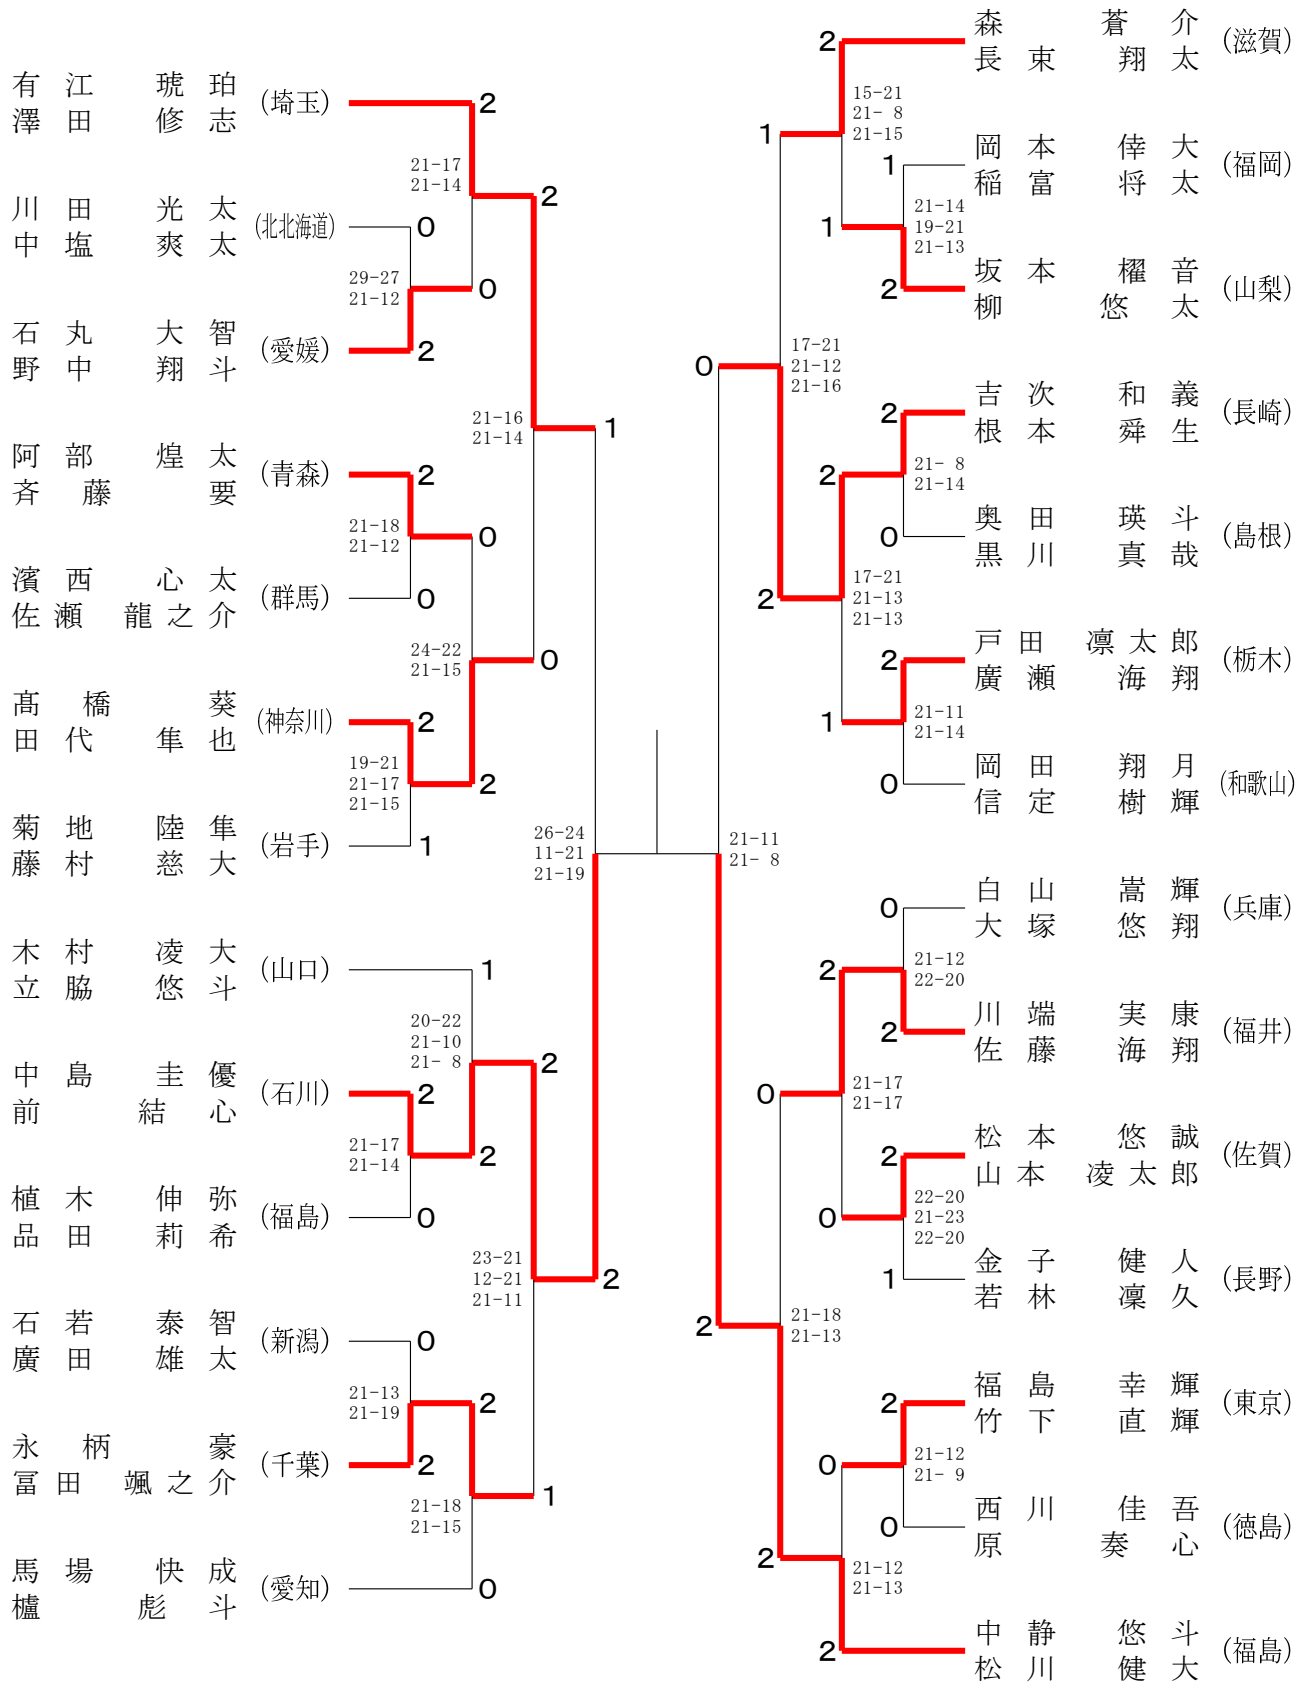 有江 琥珀
澤田 修志
(埼玉)
2
21-17
21-14
2
川田 光太
中塩 爽太
(北北海道)
0
29-27
21-12
0
石丸 大智
野中 翔斗
(愛媛)
2
21-16
21-14
1
阿部 煌太
斉藤 要
(青森)
2
21-18
21-12
0
濱西 心太
佐瀬 龍之介
(群馬)
0
24-22
21-15
0
髙橋 葵
田代 隼也
(神奈川)
2
19-21
21-17
21-15
2
菊地 陸隼
藤村 慈大
(岩手)
1
26-24
11-21
21-19
木村 凌大
立脇 悠斗
(山口)
1
20-22
21-10
21- 8
2
中島 圭優
前 結心
(石川)
2
21-17
21-14
2
植木 伸弥
品田 莉希
(福島)
0
23-21
12-21
21-11
2
石若 泰智
廣田 雄太
(新潟)
0
21-13
21-19
2
永柄 豪
冨田 颯之介
(千葉)
2
21-18
21-15
1
馬場 快成
櫨 彪斗
(愛知)
0
森 蒼介
長束 翔太
(滋賀)
2
15-21
21- 8
21-15
1
岡本 倖大
稲富 将太
(福岡)
1
21-14
19-21
21-13
1
坂本 櫂音
柳 悠太
(山梨)
2
17-21
21-12
21-16
0
吉次 和義
根本 舜生
(長崎)
2
21- 8
21-14
2
奥田 瑛斗
黒川 真哉
(島根)
0
17-21
21-13
21-13
2
戸田 凛太郎
廣瀬 海翔
(栃木)
2
21-11
21-14
1
岡田 翔月
信定 樹輝
(和歌山)
0
21-11
21- 8
白山 嵩輝
大塚 悠翔
(兵庫)
0
21-12
22-20
2
川端 実康
佐藤 海翔
(福井)
2
21-17
21-17
0
松本 悠誠
山本 凌太郎
(佐賀)
2
22-20
21-23
22-20
0
金子 健人
若林 凜久
(長野)
1
21-18
21-13
2
福島 幸輝
竹下 直輝
(東京)
2
21-12
21- 9
0
西川 佳吾
原 奏心
(徳島)
0
21-12
21-13
2
中静 悠斗
松川 健大
(福島)
2